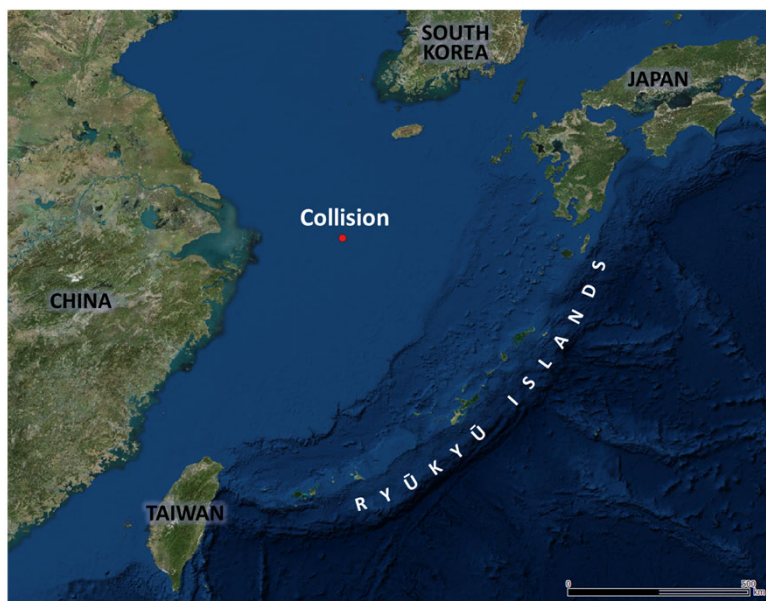 SOUTH
KOREA
JAPAN
Collision
CHINA
RYŪKYŪ ISLANDS
TAIWAN
0
500
km